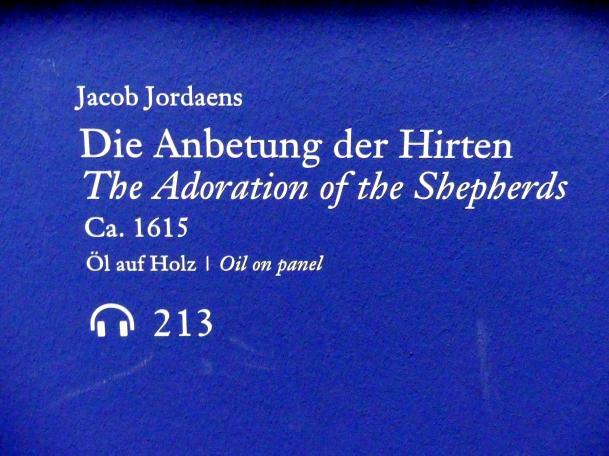 Jacob Jordaens
Die Anbetung der Hirten
The Adoration of the Shepherds
Ca. 1615
Öl auf Holz | Oil on panel
213